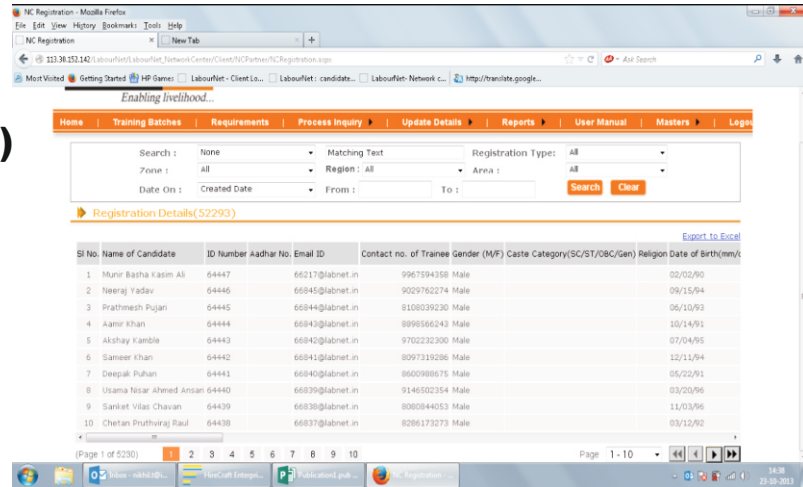 NC Registration - Mozilla Firefox
File Edit View History Bookmarks Tools Help
NC Registration × New Tab × +
113.30.152.142/LabourNet/LabourNet_NetworkCenter/Client/NCPartner/NCRegistration.aspx Ask Search
Most Visited Getting Started HP Games LabourNet - Client Lo... LabourNet : candidate... LabourNet- Network c... http://translate.google...
Enabling livelihood...
Home | Training Batches | Requirements | Process Inquiry | Update Details | Reports | User Manual | Masters | Logou
)
Search : None Matching Text Registration Type: All
Zone : All Region : All Area : All
Date On : Created Date From : To : Search Clear
Registration Details(52293)
Export to Excel
Sl No. Name of Candidate ID Number Aadhar No. Email ID Contact no. of Trainee Gender (M/F) Caste Category(SC/ST/OBC/Gen) Religion Date of Birth(mm/d
1 Munir Basha Kasim Ali 64447 66217@labnet.in 9967594358 Male 02/02/90
2 Neeraj Yadav 64446 66845@labnet.in 9029762274 Male 09/15/94
3 Prathmesh Pujari 64445 66844@labnet.in 8108039230 Male 06/10/93
4 Aamir Khan 64444 66843@labnet.in 8898566243 Male 10/14/91
5 Akshay Kamble 64443 66842@labnet.in 9702232300 Male 07/04/95
6 Sameer Khan 64442 66841@labnet.in 8097319286 Male 12/11/94
7 Deepak Puhan 64441 66840@labnet.in 8600988675 Male 05/22/91
8 Usama Nisar Ahmed Ansari 64440 66839@labnet.in 9146502354 Male 03/20/96
9 Sanket Vilas Chavan 64439 66838@labnet.in 8080844053 Male 11/03/96
10 Chetan Pruthviraj Raul 64438 66837@labnet.in 8286173273 Male 03/12/92
(Page 1 of 5230) 1 2 3 4 5 6 7 8 9 10 Page 1 - 10
Inbox - nikhil.t@L... HireCraft Enterpri... Publication1.pub ... NC Registration - ... 14:38
23-10-2013